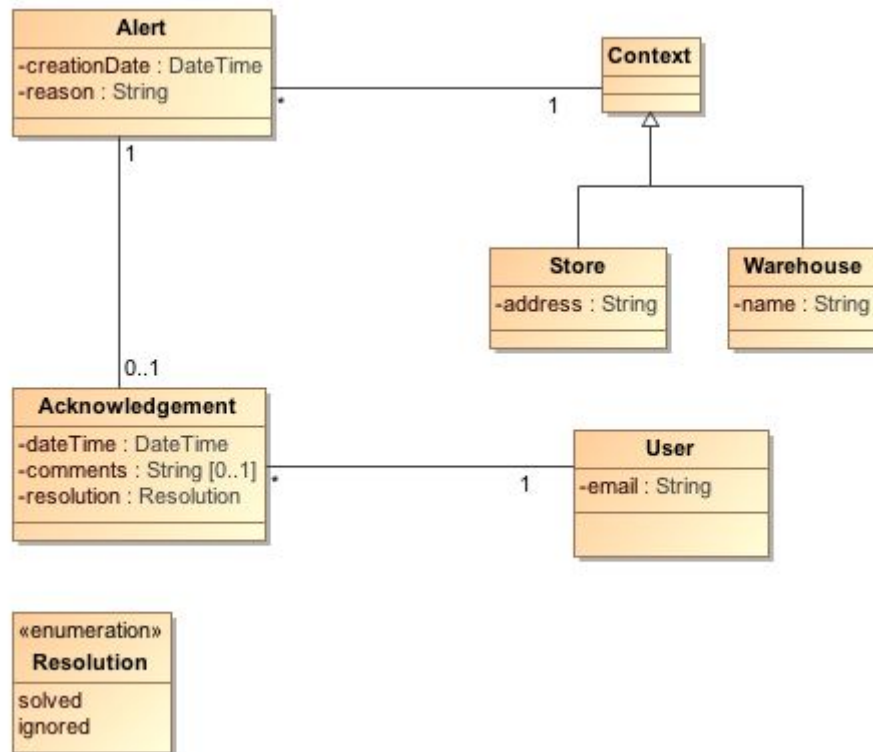 Alert
-creationDate : DateTime
-reason : String
Context
*
1
1
Store
-address : String
Warehouse
-name : String
0..1
Acknowledgement
-dateTime : DateTime
-comments : String [0..1]
-resolution : Resolution
*
1
User
-email : String
«enumeration»
Resolution
solved
ignored